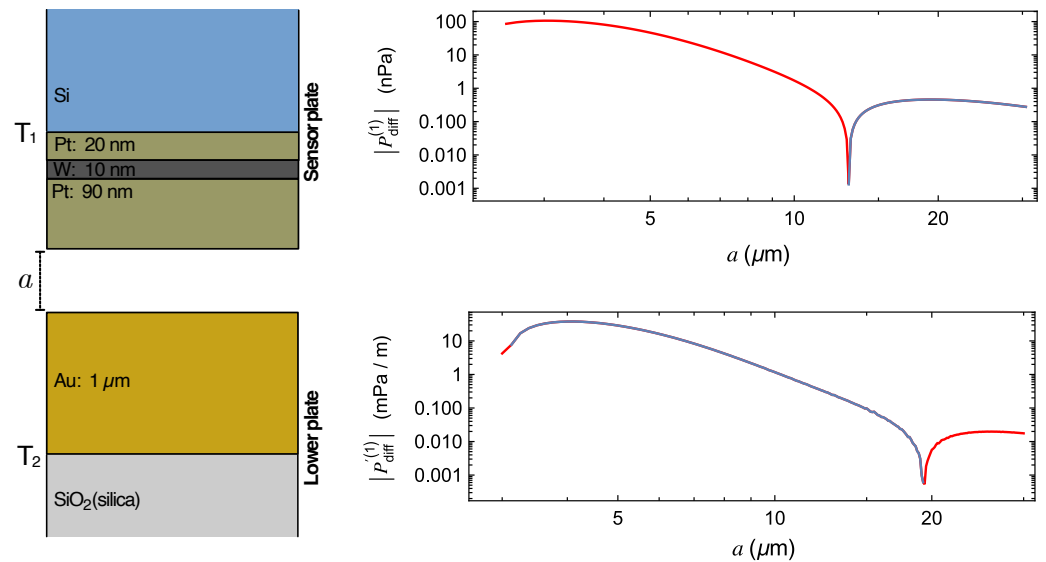 Si
T₁
Pt: 20 nm
W: 10 nm
Pt: 90 nm
Sensor plate
a
Au: 1 μm
T₂
SiO₂(silica)
Lower plate
|P_diff^(1)| (nPa)
100
10
1
0.100
0.010
0.001
5
10
20
a (μm)
|P'_diff^(1)| (mPa / m)
10
1
0.100
0.010
0.001
5
10
20
a (μm)